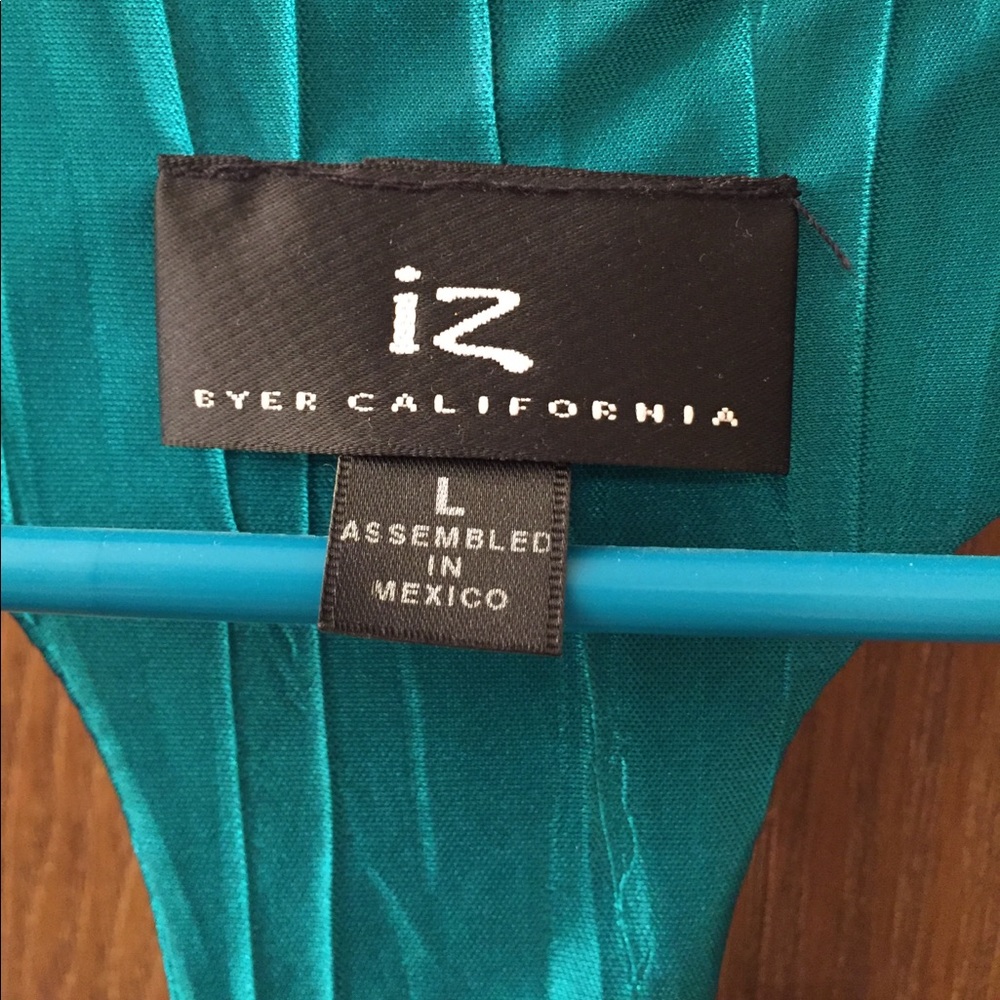 iz
BYER CALIFORNIA
L
ASSEMBLED
IN
MEXICO